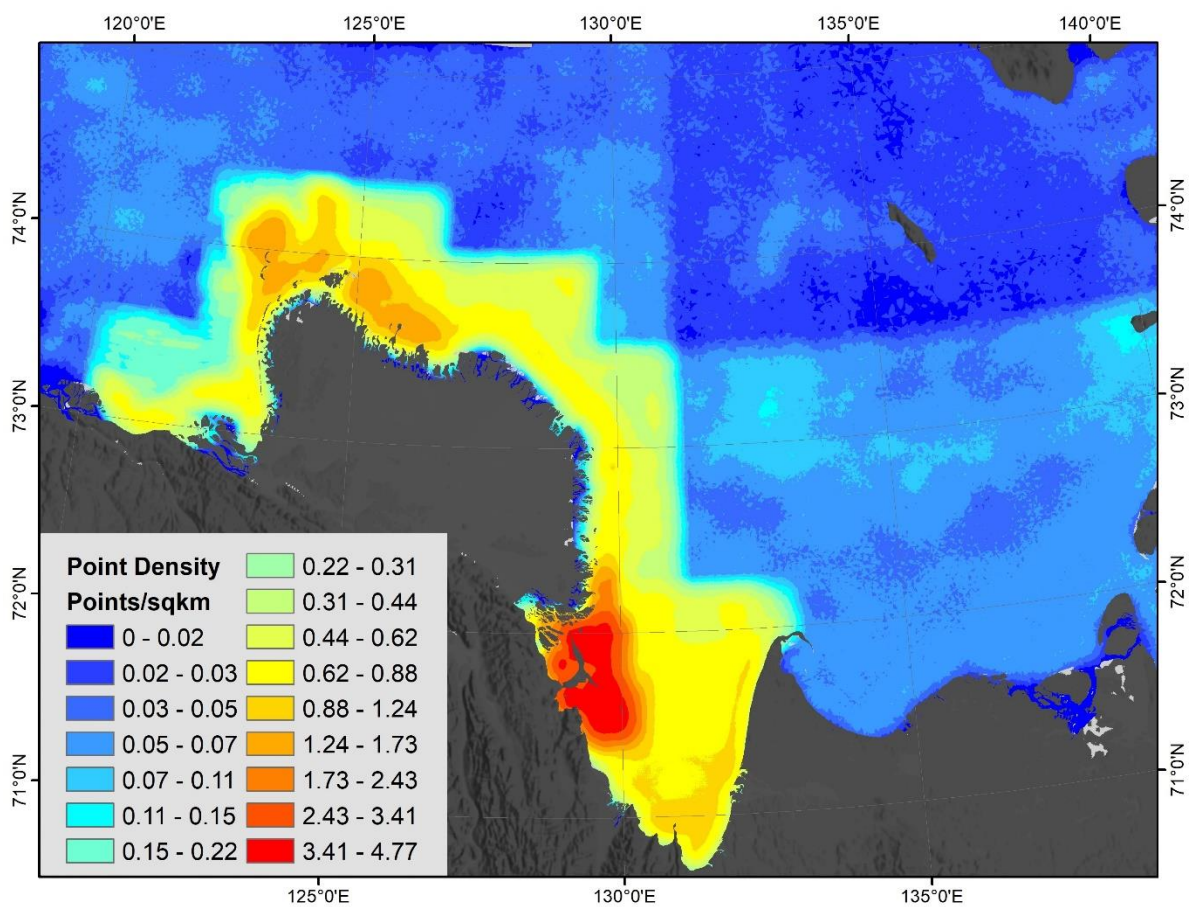 120°0'E 125°0'E 130°0'E 135°0'E 140°0'E
74°0'N 74°0'N
73°0'N 73°0'N
72°0'N 72°0'N
71°0'N 71°0'N
Point Density
Points/sqkm
0 - 0.02
0.02 - 0.03
0.03 - 0.05
0.05 - 0.07
0.07 - 0.11
0.11 - 0.15
0.15 - 0.22
0.22 - 0.31
0.31 - 0.44
0.44 - 0.62
0.62 - 0.88
0.88 - 1.24
1.24 - 1.73
1.73 - 2.43
2.43 - 3.41
3.41 - 4.77
125°0'E 130°0'E 135°0'E